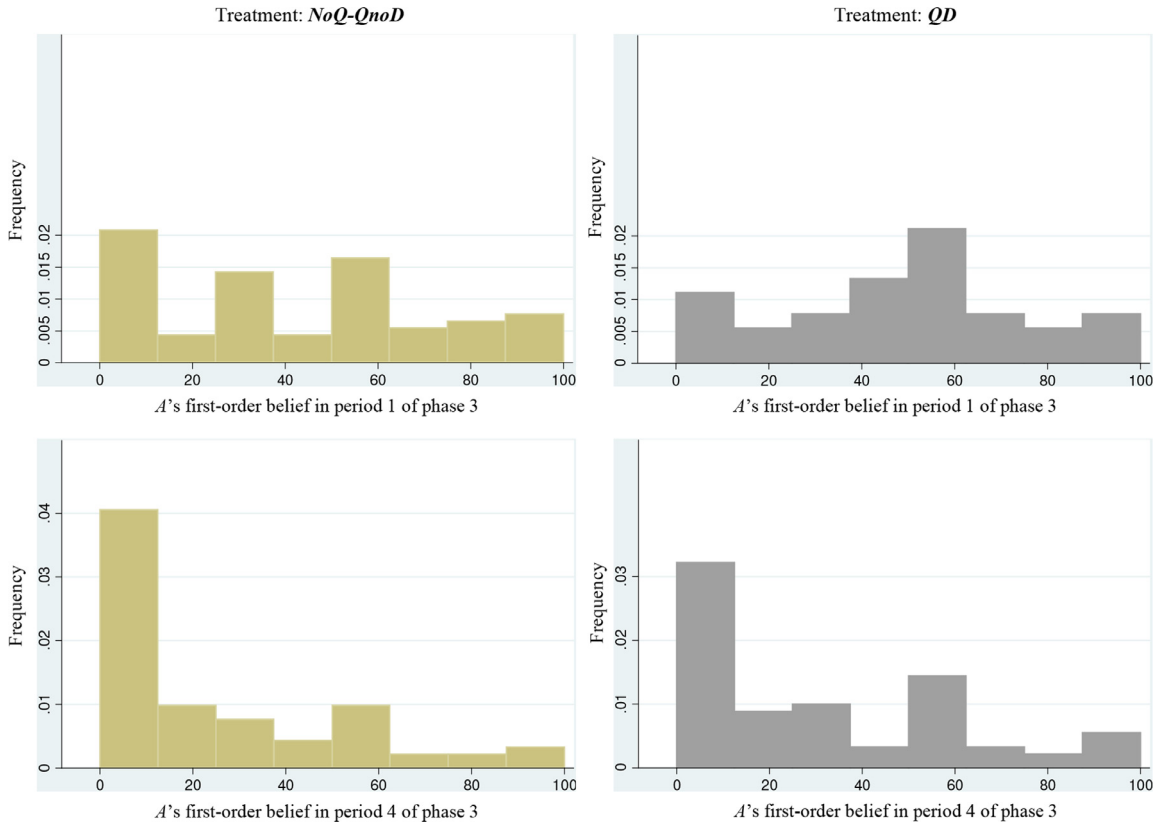 Treatment: NoQ-QnoD
Treatment: QD
Frequency
0 .005 .01 .015 .02
0 20 40 60 80 100
A's first-order belief in period 1 of phase 3
Frequency
0 .005 .01 .015 .02
0 20 40 60 80 100
A's first-order belief in period 1 of phase 3
Frequency
0 .01 .02 .03 .04
0 20 40 60 80 100
A's first-order belief in period 4 of phase 3
Frequency
0 .01 .02 .03
0 20 40 60 80 100
A's first-order belief in period 4 of phase 3